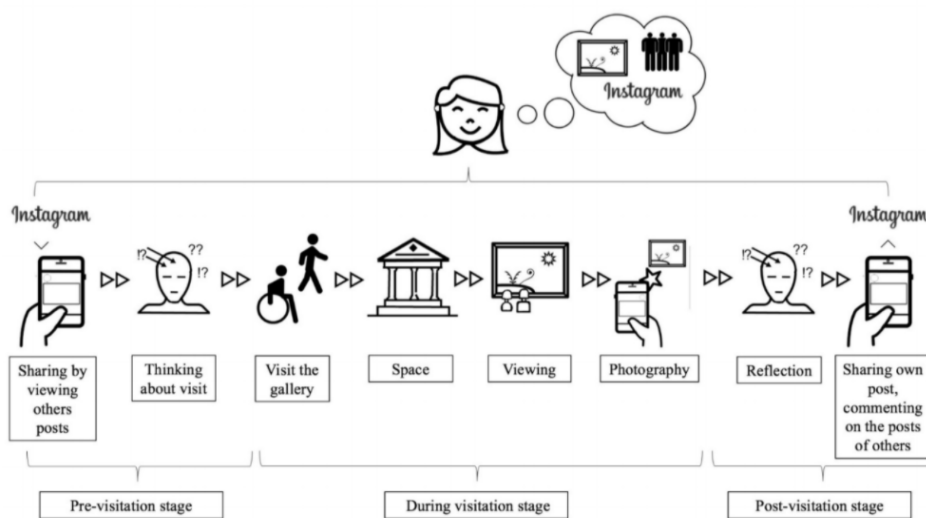 Instagram
Instagram
Instagram
!?
??
!?
!?
??
!?
Sharing by
viewing
others
posts
Thinking
about visit
Visit the
gallery
Space
Viewing
Photography
Reflection
Sharing own
post,
commenting
on the posts
of others
Pre-visitation stage
During visitation stage
Post-visitation stage